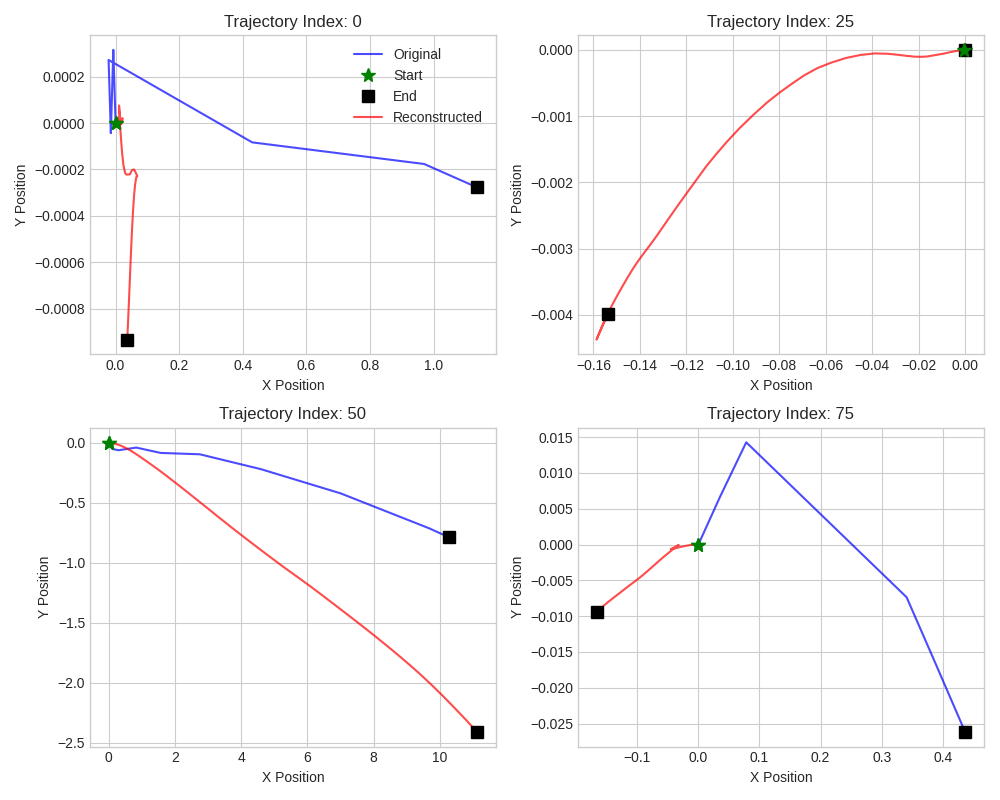 Trajectory Index: 0
Original
Start
End
Reconstructed
0.0002
0.0000
−0.0002
−0.0004
−0.0006
−0.0008
Y Position
0.0 0.2 0.4 0.6 0.8 1.0
X Position
Trajectory Index: 25
0.000
−0.001
−0.002
−0.003
−0.004
Y Position
−0.16 −0.14 −0.12 −0.10 −0.08 −0.06 −0.04 −0.02 0.00
X Position
Trajectory Index: 50
0.0
−0.5
−1.0
−1.5
−2.0
−2.5
Y Position
0 2 4 6 8 10
X Position
Trajectory Index: 75
0.015
0.010
0.005
0.000
−0.005
−0.010
−0.015
−0.020
−0.025
Y Position
−0.1 0.0 0.1 0.2 0.3 0.4
X Position